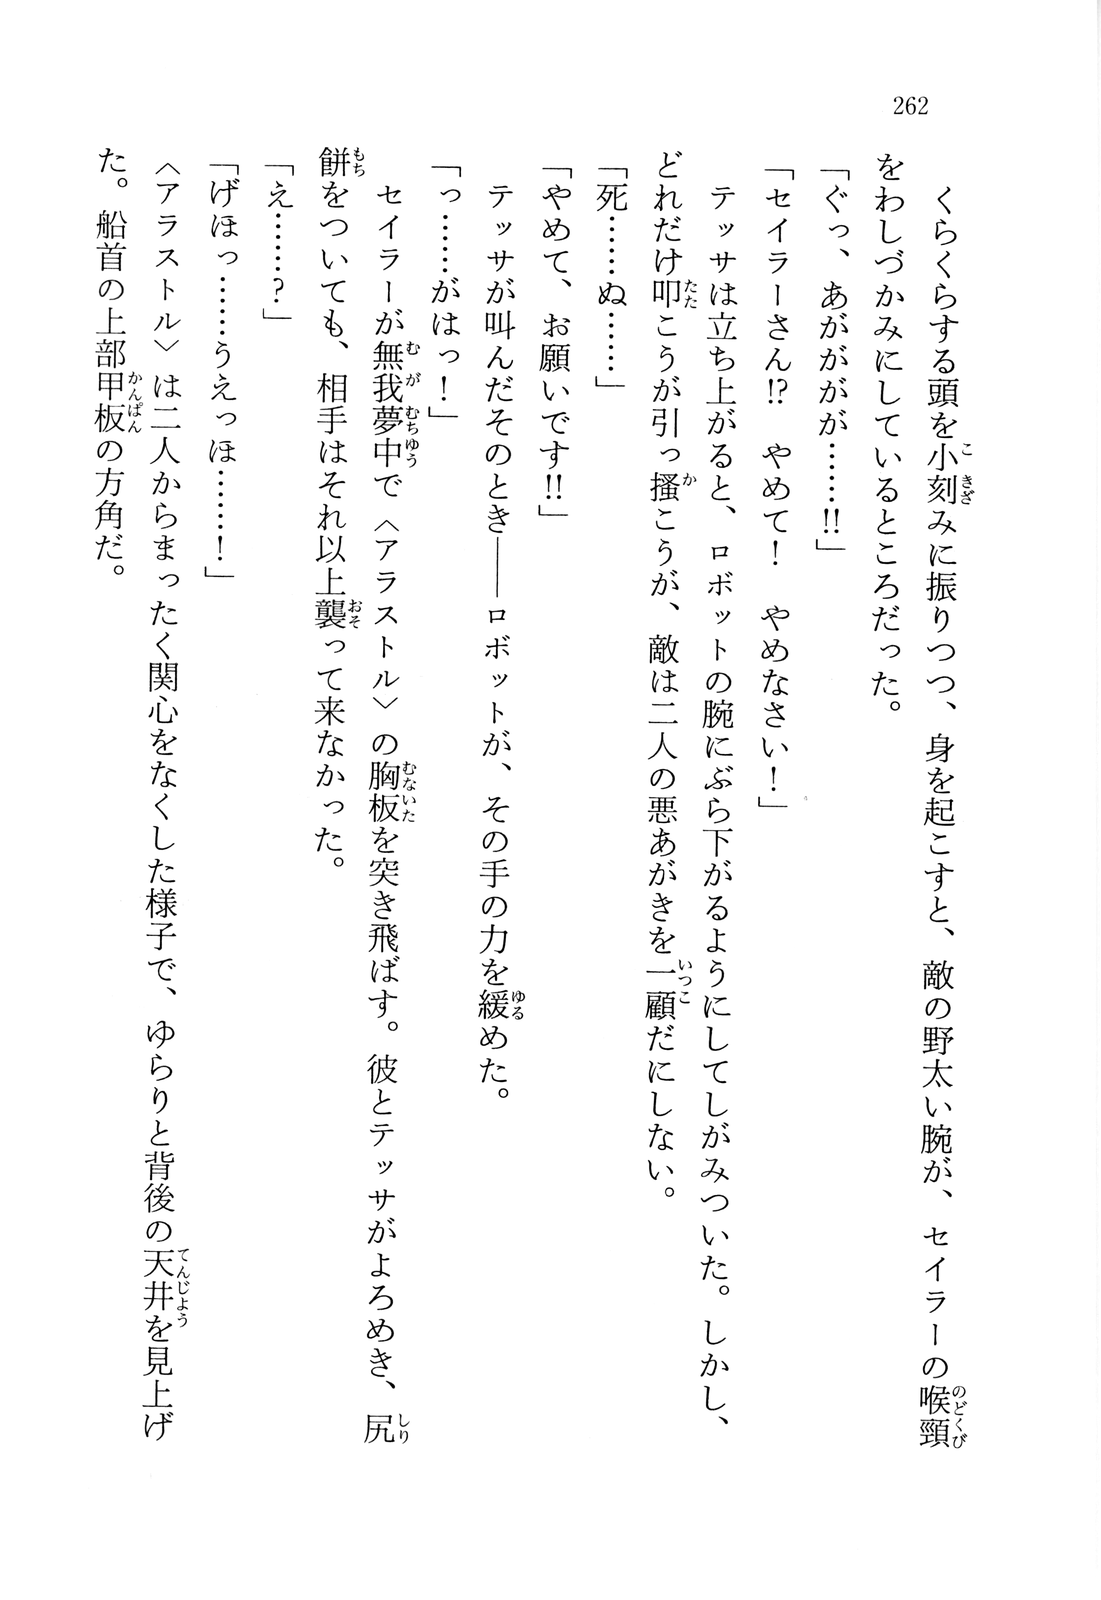 262
くらくらする頭を小刻みに振りつつ、身を起こすと、敵の野太い腕が、セイラーの喉頸
をわしづかみにしているところだった。
「ぐっ、あがががが……!!」
「セイラーさん!?　やめて！　やめなさい！」
テッサは立ち上がると、ロボットの腕にぶら下がるようにしてしがみついた。しかし、
どれだけ叩こうが引っ搔こうが、敵は二人の悪あがきを一顧だにしない。
「死……ぬ……」
「やめて、お願いです!!」
テッサが叫んだそのとき――ロボットが、その手の力を緩めた。
「っ……がはっ！」
セイラーが無我夢中で〈アラストル〉の胸板を突き飛ばす。彼とテッサがよろめき、尻
餅をついても、相手はそれ以上襲って来なかった。
「え……？」
「げほっ……うえっほ……！」
〈アラストル〉は二人からまったく関心をなくした様子で、ゆらりと背後の天井を見上げ
た。船首の上部甲板の方角だ。